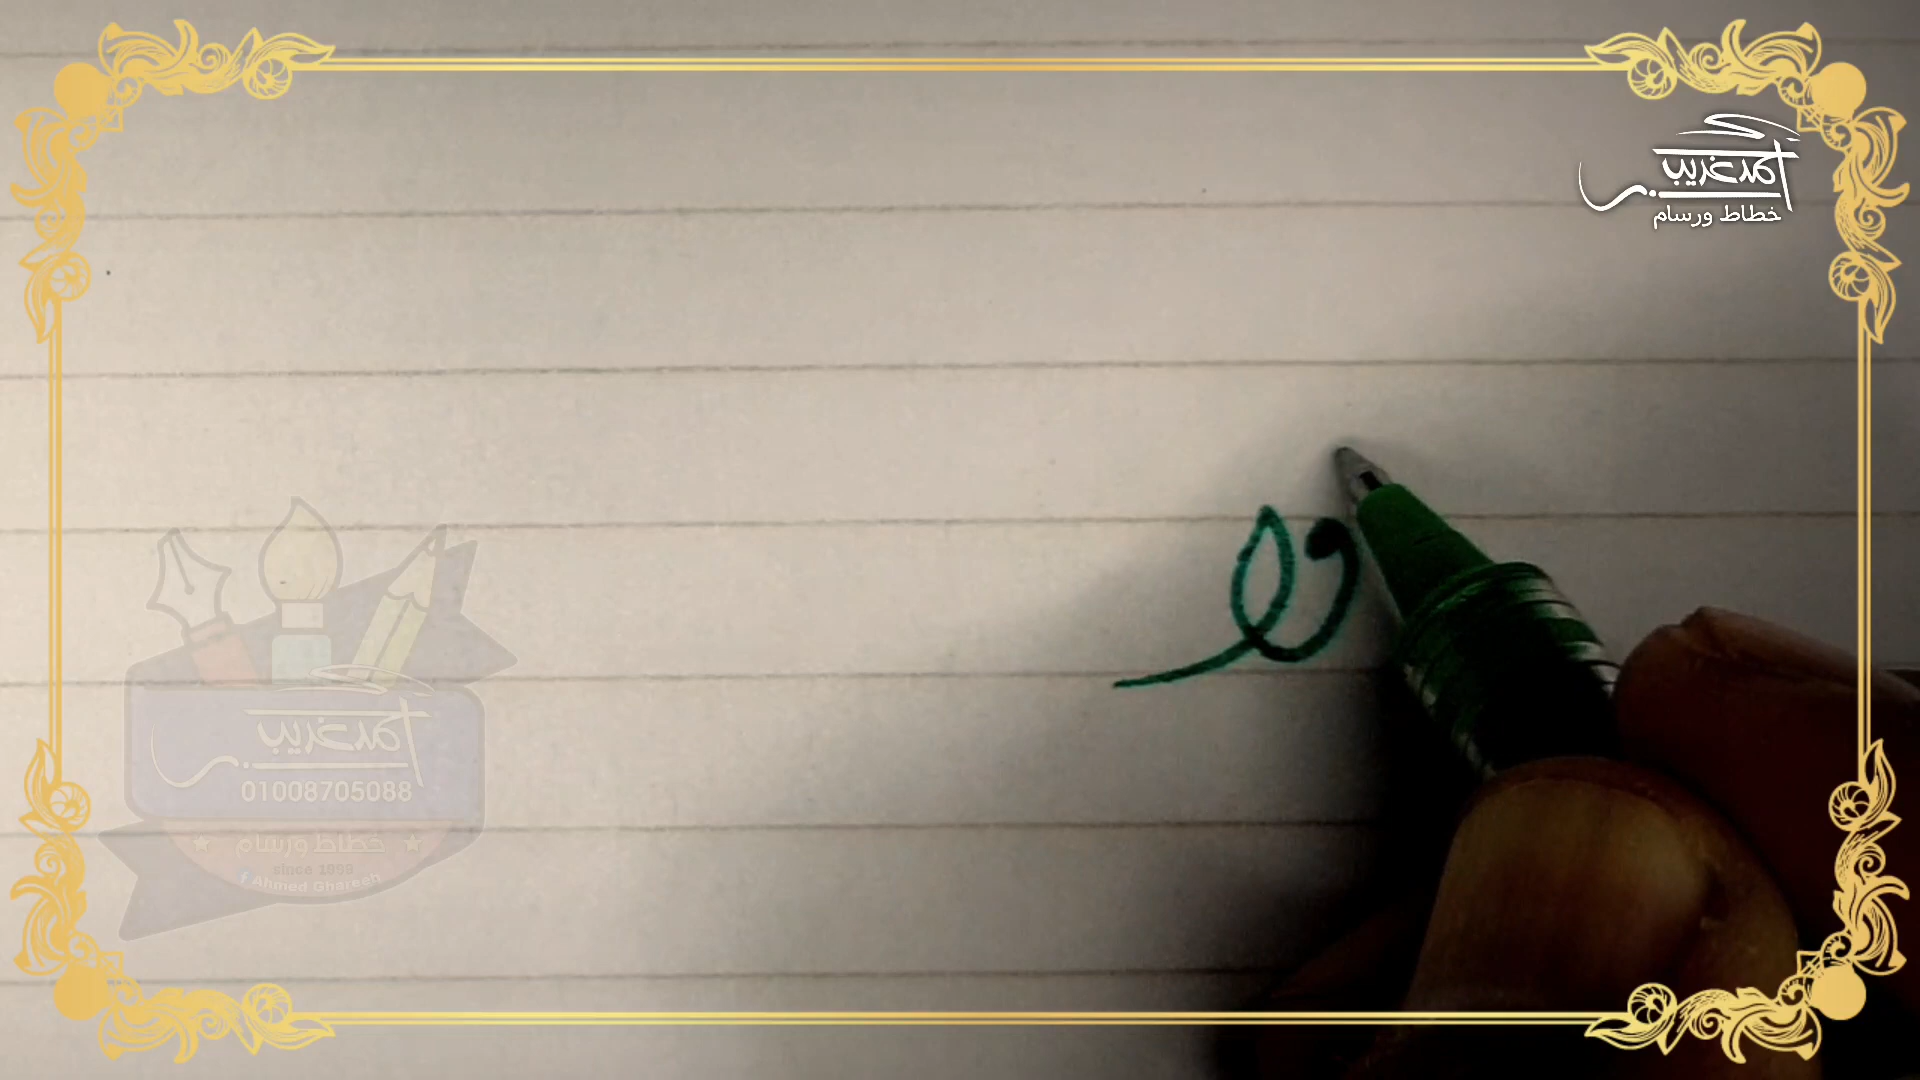 أحمد غريب
خطاط ورسام
أحمد غريب
01008705088
خطاط ورسام
since 1998
Ahmed Ghareeb